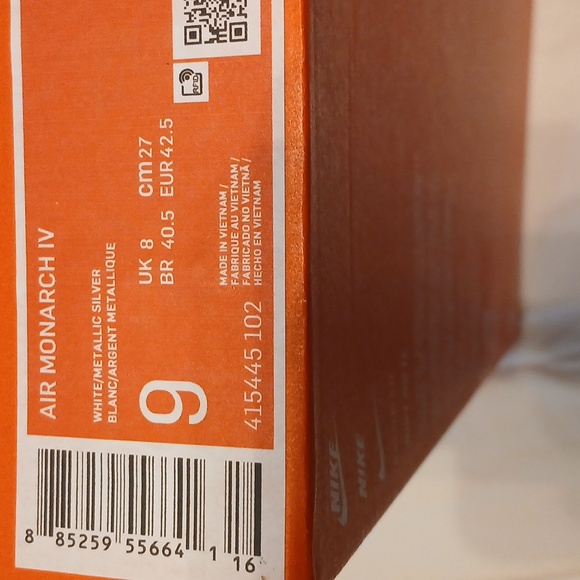 AIR MONARCH IV
WHITE/METALLIC SILVER
BLANC/ARGENT METALLIQUE
9
UK 8 cm 27
BR 40.5 EUR 42.5
MADE IN VIETNAM /
FABRIQUE AU VIETNAM /
FABRICADO NO VIETNÃ /
HECHO EN VIETNAM
415445 102
RFID
8 85259 55664 1 16
NIKE
NIKE